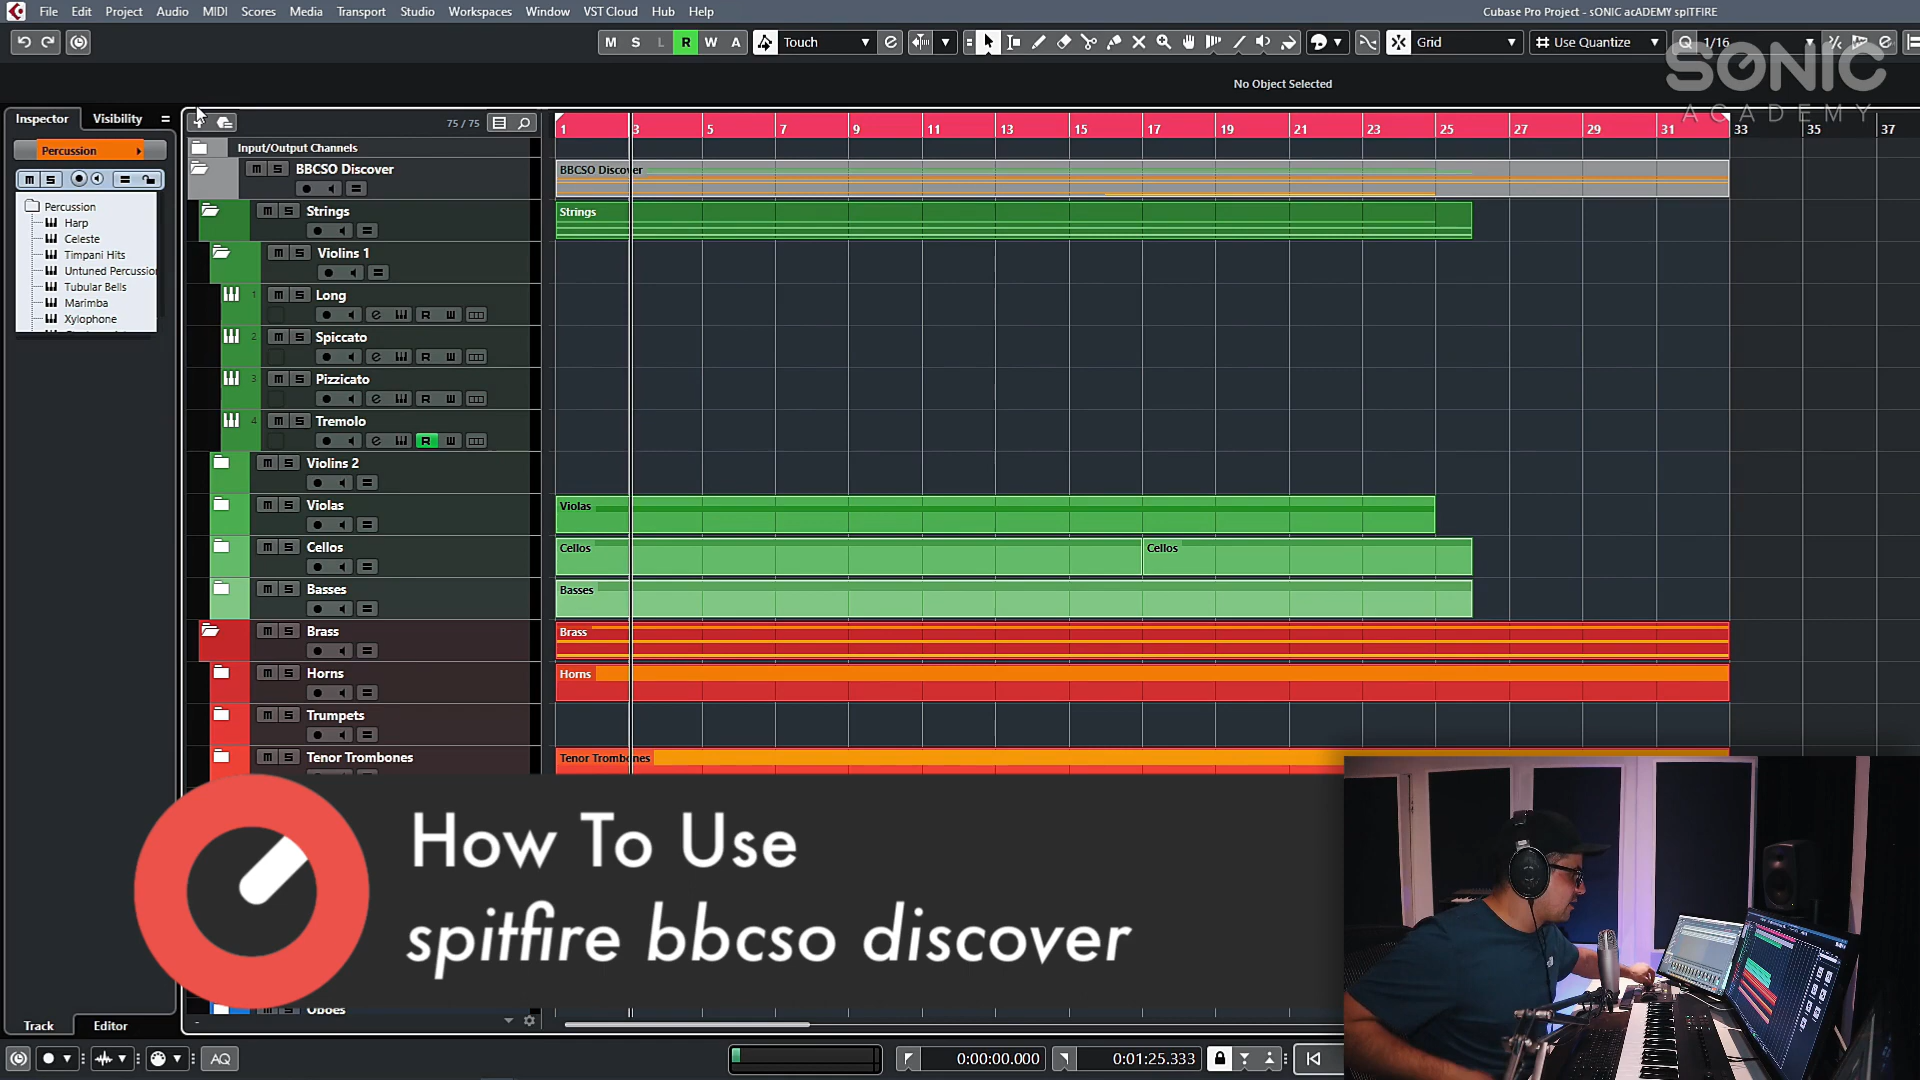 File Edit Project Audio MIDI Scores Media Transport Studio Workspaces Window VST Cloud Hub Help
Cubase Pro Project - sONIC acADEMY spITFIRE
M S L R W A Touch Grid Use Quantize Q 1/16
SONIC
ACADEMY
No Object Selected
Inspector Visibility
75 / 75
1 3 5 7 9 11 13 15 17 19 21 23 25 27 29 31 33 35 37
Percussion
Input/Output Channels
m S BBCSO Discover
BBCSO Discover
Percussion
Harp
Celeste
Timpani Hits
Untuned Percussion
Tubular Bells
Marimba
Xylophone
m S Strings
Strings
m S Violins 1
1 m S Long
2 m S Spiccato
3 m S Pizzicato
4 m S Tremolo
m S Violins 2
m S Violas
Violas
m S Cellos
Cellos Cellos
m S Basses
Basses
m S Brass
Brass
m S Horns
Horns
m S Trumpets
m S Tenor Trombones
Tenor Trombones
How To Use
spitfire bbcso discover
Oboes
Track Editor
AQ
0:00:00.000
0:01:25.333